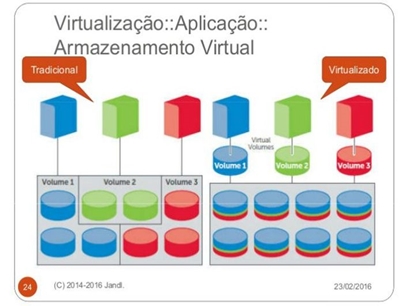 Virtualização::Aplicação::
Armazenamento Virtual
Tradicional
Virtualizado
Virtual
Volumes
Volume 1
Volume 2
Volume 3
Volume 1
Volume 2
Volume 3
24
(C) 2014-2016 Jandl.
23/02/2016